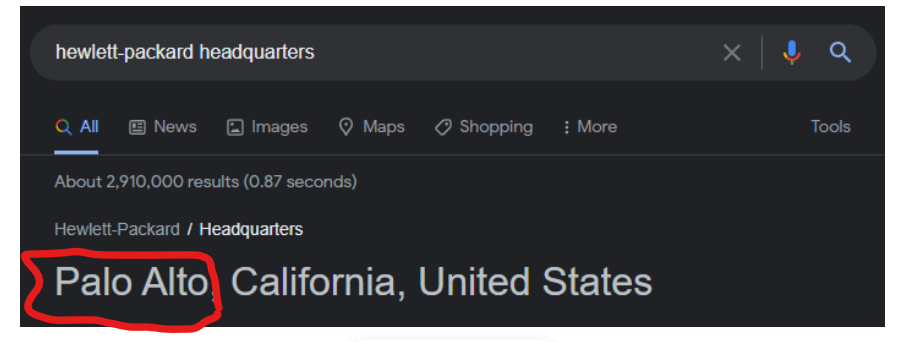 hewlett-packard headquarters
All News Images Maps Shopping More Tools
About 2,910,000 results (0.87 seconds)
Hewlett-Packard / Headquarters
Palo Alto, California, United States